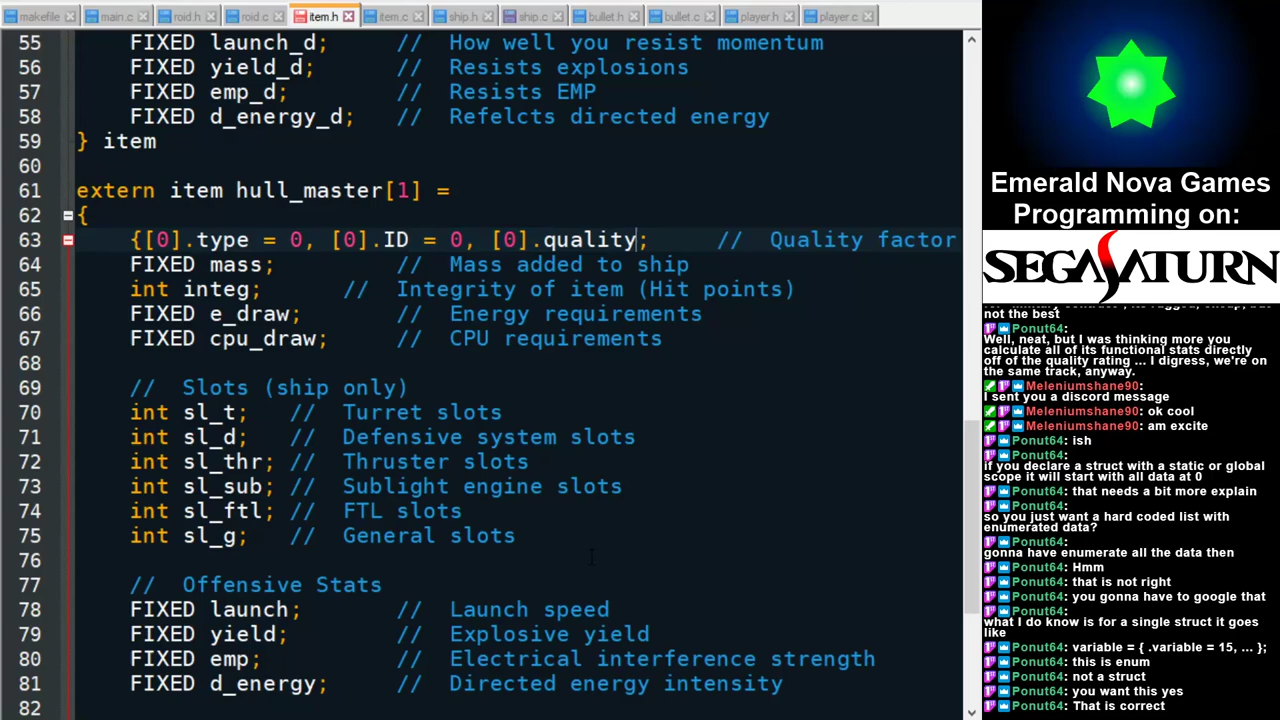 makefile main.c roid.h roid.c item.h item.c ship.h ship.c bullet.h bullet.c player.h player.c
55 FIXED launch_d; // How well you resist momentum
56 FIXED yield_d; // Resists explosions
57 FIXED emp_d; // Resists EMP
58 FIXED d_energy_d; // Refelcts directed energy
59 } item
60
61 extern item hull_master[1] =
62 {
63 {[0].type = 0, [0].ID = 0, [0].quality; // Quality factor
64 FIXED mass; // Mass added to ship
65 int integ; // Integrity of item (Hit points)
66 FIXED e_draw; // Energy requirements
67 FIXED cpu_draw; // CPU requirements
68
69 // Slots (ship only)
70 int sl_t; // Turret slots
71 int sl_d; // Defensive system slots
72 int sl_thr; // Thruster slots
73 int sl_sub; // Sublight engine slots
74 int sl_ftl; // FTL slots
75 int sl_g; // General slots
76
77 // Offensive Stats
78 FIXED launch; // Launch speed
79 FIXED yield; // Explosive yield
80 FIXED emp; // Electrical interference strength
81 FIXED d_energy; // Directed energy intensity
82
Emerald Nova Games
Programming on:
SEGA SATURN
not the best
Ponut64:
Well, neat, but I was thinking more you
calculate all of its functional stats directly
off of the quality rating ... I digress, we're on
the same track, anyway.
Meleniumshane90:
I sent you a discord message
Meleniumshane90: ok cool
Meleniumshane90: am excite
Ponut64: ish
Ponut64:
if you declare a struct with a static or global
scope it will start with all data at 0
Ponut64: that needs a bit more explain
Ponut64:
so you just want a hard coded list with
enumerated data?
Ponut64:
gonna have enumerate all the data then
Ponut64: Hmm
Ponut64: that is not right
Ponut64: you gonna have to google that
Ponut64:
what I do know is for a single struct it goes
like
Ponut64: variable = { .variable = 15, ... };
Ponut64: this is enum
Ponut64: not a struct
Ponut64: you want this yes
Ponut64: That is correct